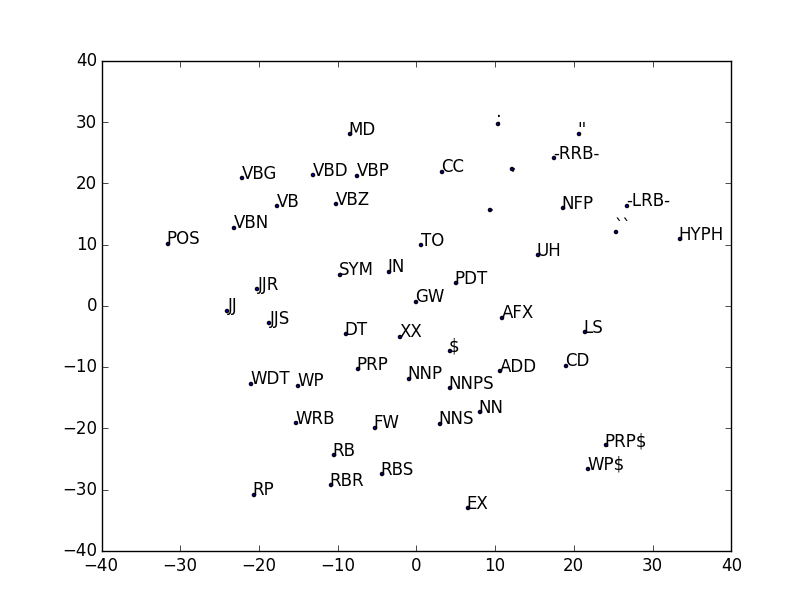 40
30
20
10
0
−10
−20
−30
−40
−40 −30 −20 −10 0 10 20 30 40
MD
:
''
VBG VBD VBP CC -RRB-
VB VBZ NFP -LRB-
VBN ``
POS TO HYPH
UH
SYM IN PDT
JJR GW
JJ JJS AFX LS
DT XX $
WDT WP PRP NNP NNPS ADD CD
WRB FW NNS NN
RB PRP$
RBR RBS WP$
RP EX